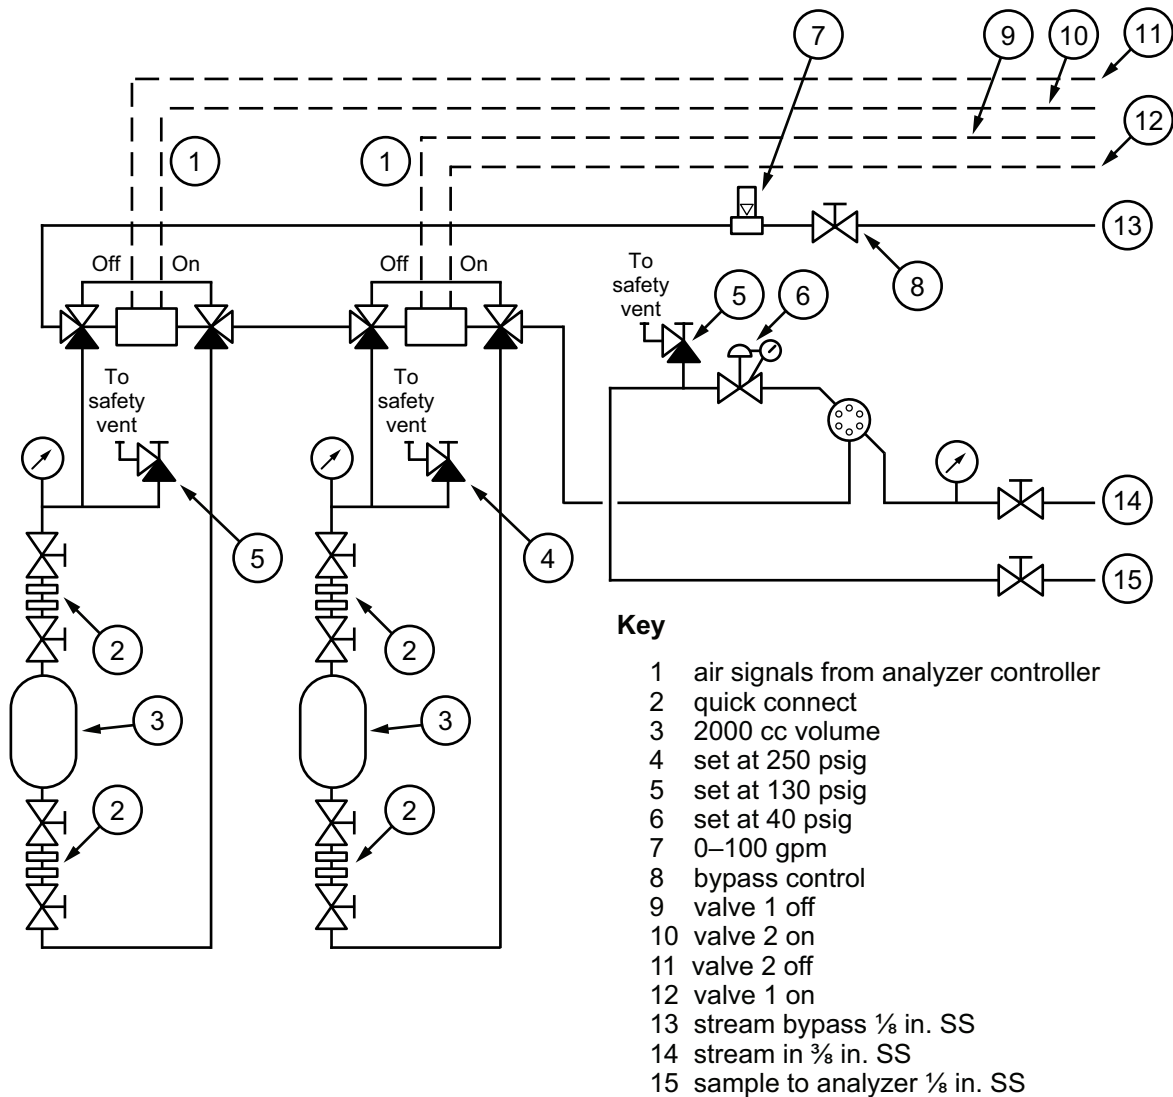 7
9
10
11
1
1
12
13
Off
On
Off
On
To
safety
vent
5
6
8
To
safety
vent
To
safety
vent
5
4
14
15
2
2
3
3
2
2
Key
1 air signals from analyzer controller
2 quick connect
3 2000 cc volume
4 set at 250 psig
5 set at 130 psig
6 set at 40 psig
7 0–100 gpm
8 bypass control
9 valve 1 off
10 valve 2 on
11 valve 2 off
12 valve 1 on
13 stream bypass ⅛ in. SS
14 stream in ⅜ in. SS
15 sample to analyzer ⅛ in. SS